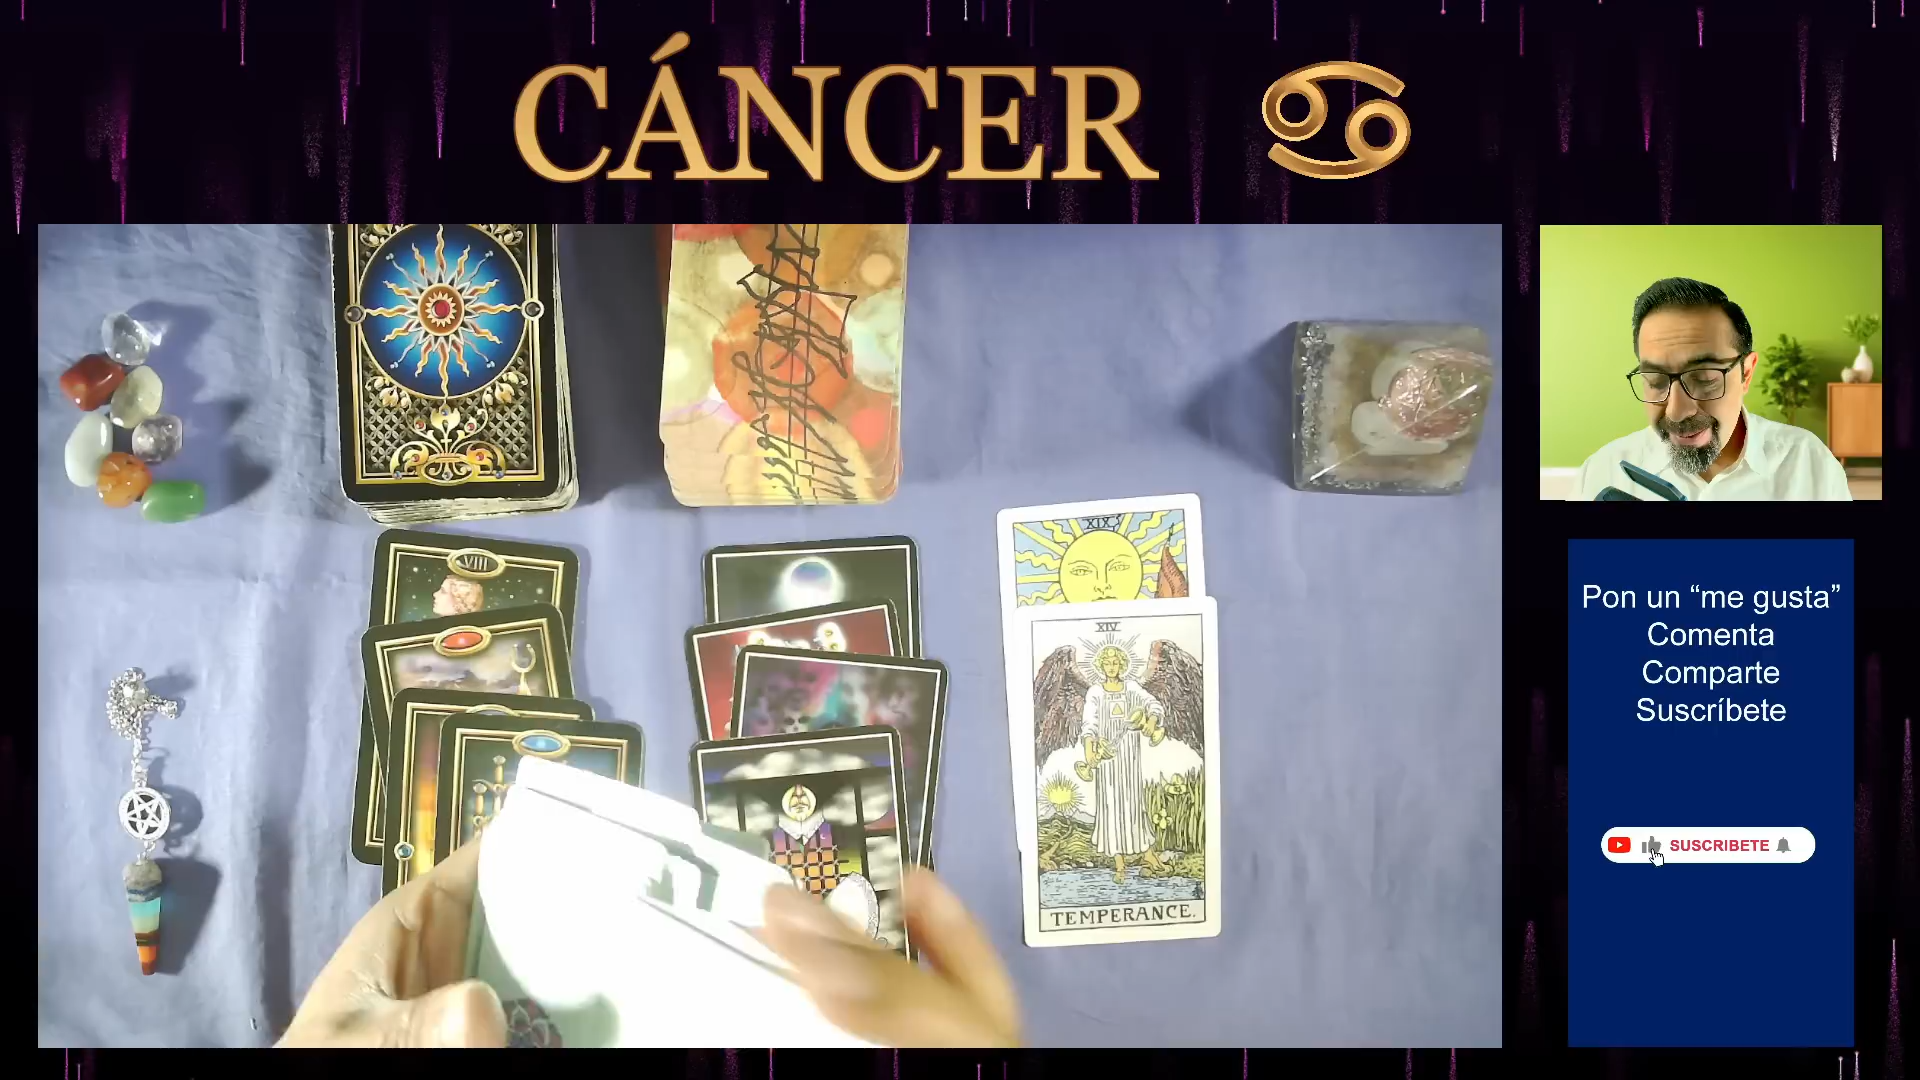 CÁNCER
XIX
VIII
XIV
TEMPERANCE.
Pon un “me gusta”
Comenta
Comparte
Suscríbete
SUSCRIBETE